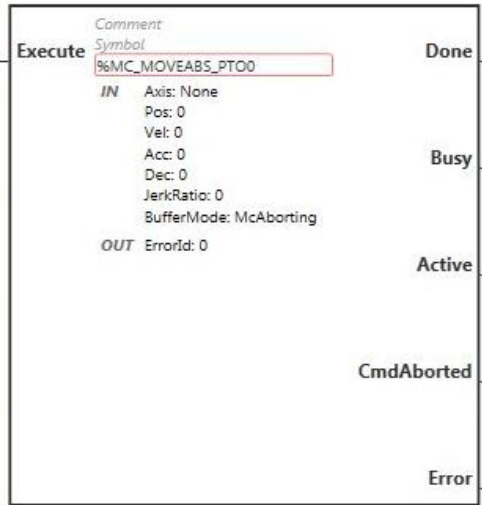 Comment
Execute Symbol Done
%MC_MOVEABS_PTO0
IN Axis: None
Pos: 0
Vel: 0
Acc: 0 Busy
Dec: 0
JerkRatio: 0
BufferMode: McAborting
OUT ErrorId: 0
Active
CmdAborted
Error